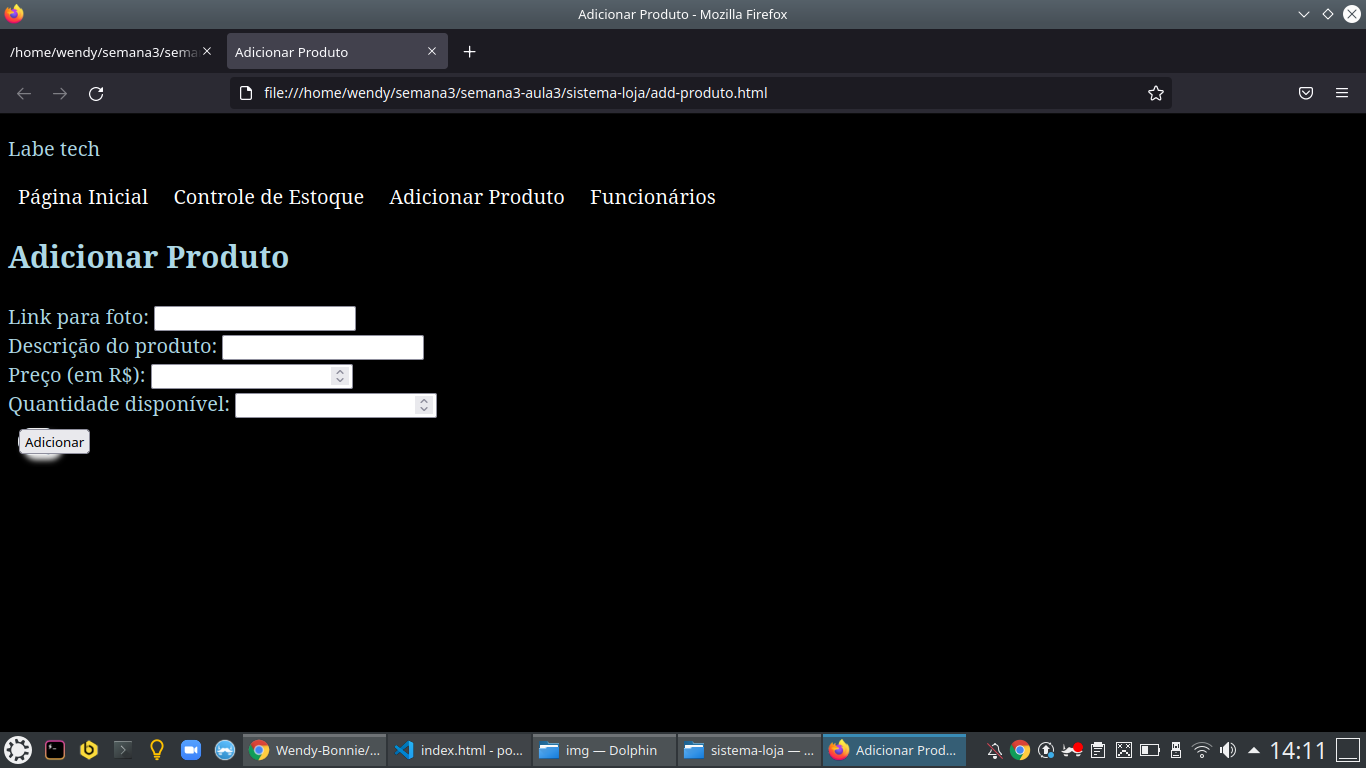 Adicionar Produto - Mozilla Firefox
/home/wendy/semana3/sema
Adicionar Produto
file:///home/wendy/semana3/semana3-aula3/sistema-loja/add-produto.html
Labe tech
Página Inicial Controle de Estoque Adicionar Produto Funcionários
Adicionar Produto
Link para foto:
Descrição do produto:
Preço (em R$):
Quantidade disponível:
Adicionar
Wendy-Bonnie/... index.html - po... img — Dolphin sistema-loja — ... Adicionar Prod... 14:11